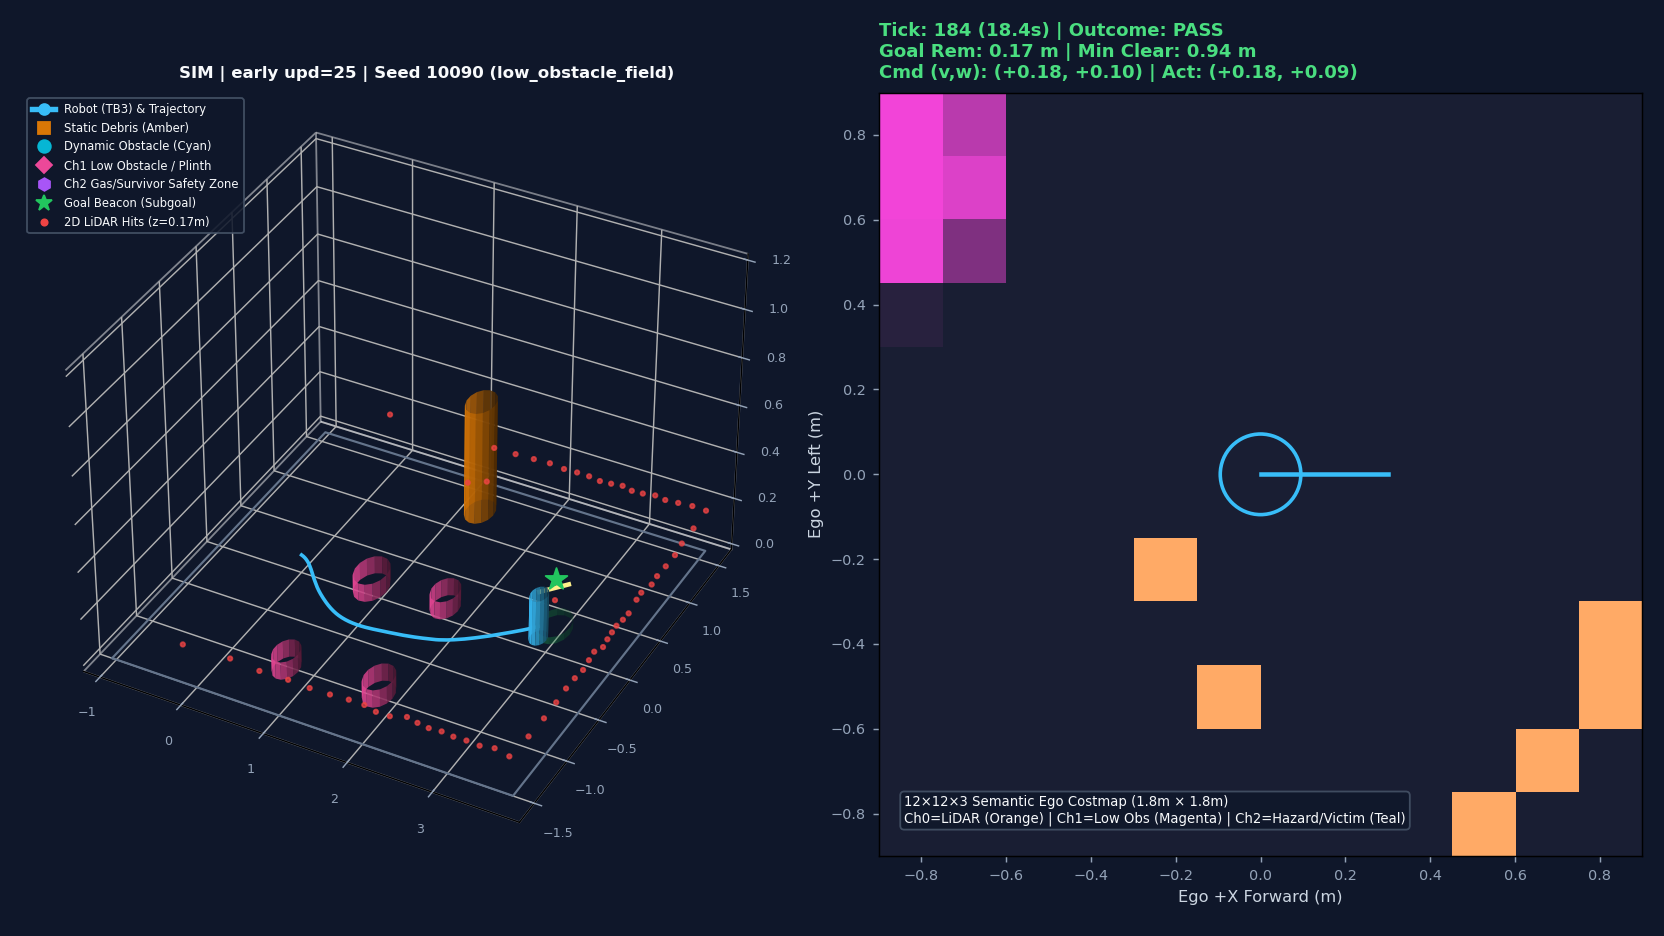 SIM | early upd=25 | Seed 10090 (low_obstacle_field)
Robot (TB3) & Trajectory
Static Debris (Amber)
Dynamic Obstacle (Cyan)
Ch1 Low Obstacle / Plinth
Ch2 Gas/Survivor Safety Zone
Goal Beacon (Subgoal)
2D LiDAR Hits (z=0.17m)
1.2
1.0
0.8
0.6
0.4
0.2
0.0
1.5
1.0
0.5
0.0
−0.5
−1.0
−1.5
−1
0
1
2
3
Tick: 184 (18.4s) | Outcome: PASS
Goal Rem: 0.17 m | Min Clear: 0.94 m
Cmd (v,w): (+0.18, +0.10) | Act: (+0.18, +0.09)
Ego +Y Left (m)
0.8
0.6
0.4
0.2
0.0
−0.2
−0.4
−0.6
−0.8
12×12×3 Semantic Ego Costmap (1.8m × 1.8m)
Ch0=LiDAR (Orange) | Ch1=Low Obs (Magenta) | Ch2=Hazard/Victim (Teal)
−0.8 −0.6 −0.4 −0.2 0.0 0.2 0.4 0.6 0.8
Ego +X Forward (m)